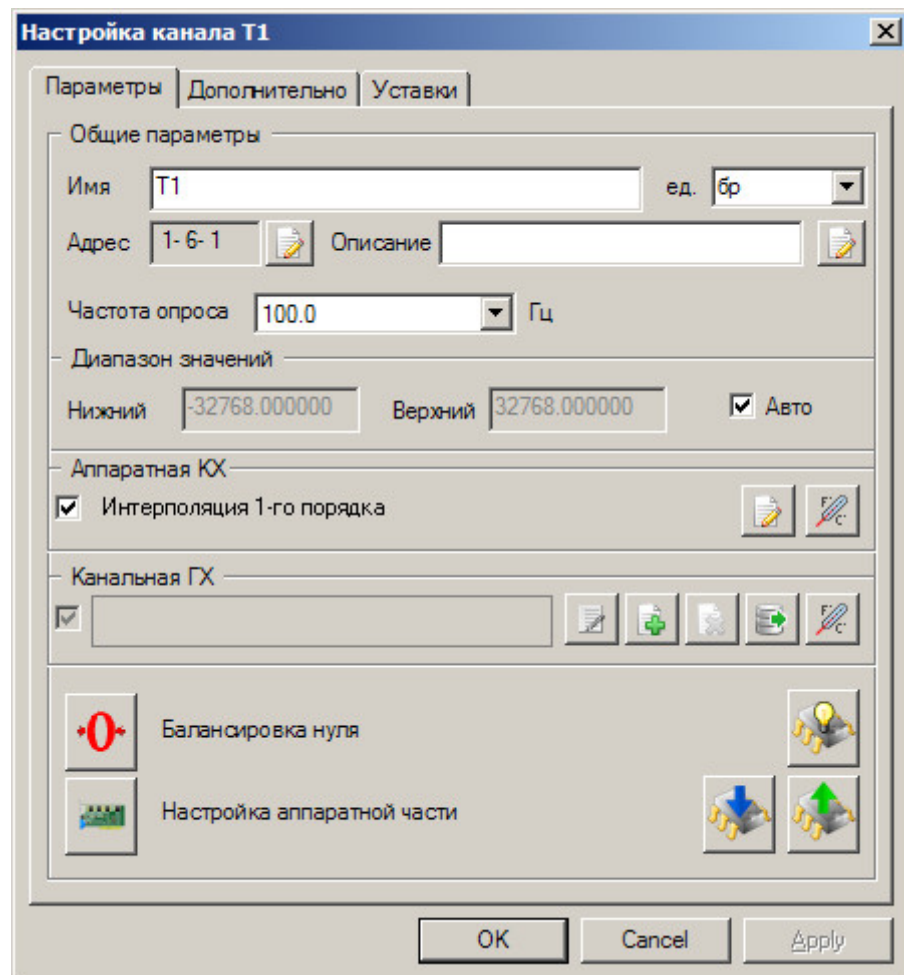 Настройка канала T1
Параметры Дополнительно Уставки
Общие параметры
Имя T1 ед. бр
Адрес 1- 6- 1 Описание
Частота опроса 100.0 Гц
Диапазон значений
Нижний -32768.000000 Верхний 32768.000000 Авто
Аппаратная КХ
Интерполяция 1-го порядка
Канальная ГХ
·0· Балансировка нуля
Настройка аппаратной части
OK Cancel Apply